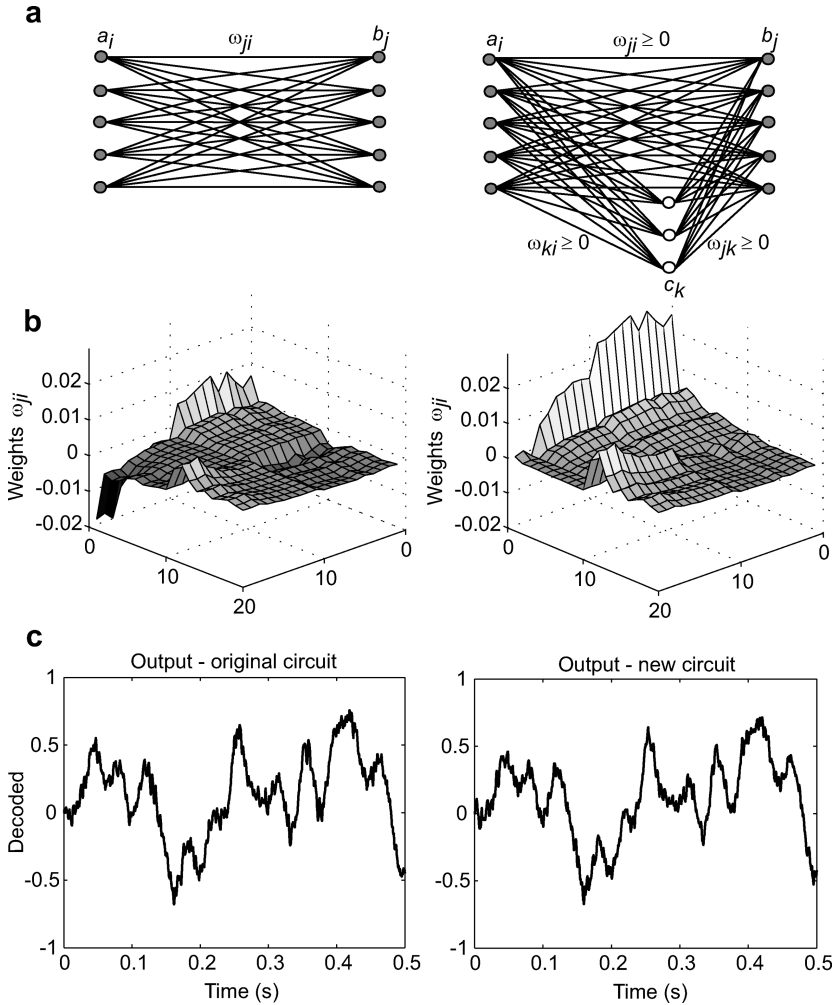 a
a_i ω_ji b_j
a_i ω_ji ≥ 0 b_j
ω_ki ≥ 0 ω_jk ≥ 0
c_k
b
Weights ω_ji
0.02
0.01
0
-0.01
-0.02
0
10
20
10
0
Weights ω_ji
0.02
0.01
0
-0.01
-0.02
0
10
20
10
0
c
Output - original circuit
Decoded
1
0.5
0
-0.5
-1
0 0.1 0.2 0.3 0.4 0.5
Time (s)
Output - new circuit
1
0.5
0
-0.5
-1
0 0.1 0.2 0.3 0.4 0.5
Time (s)